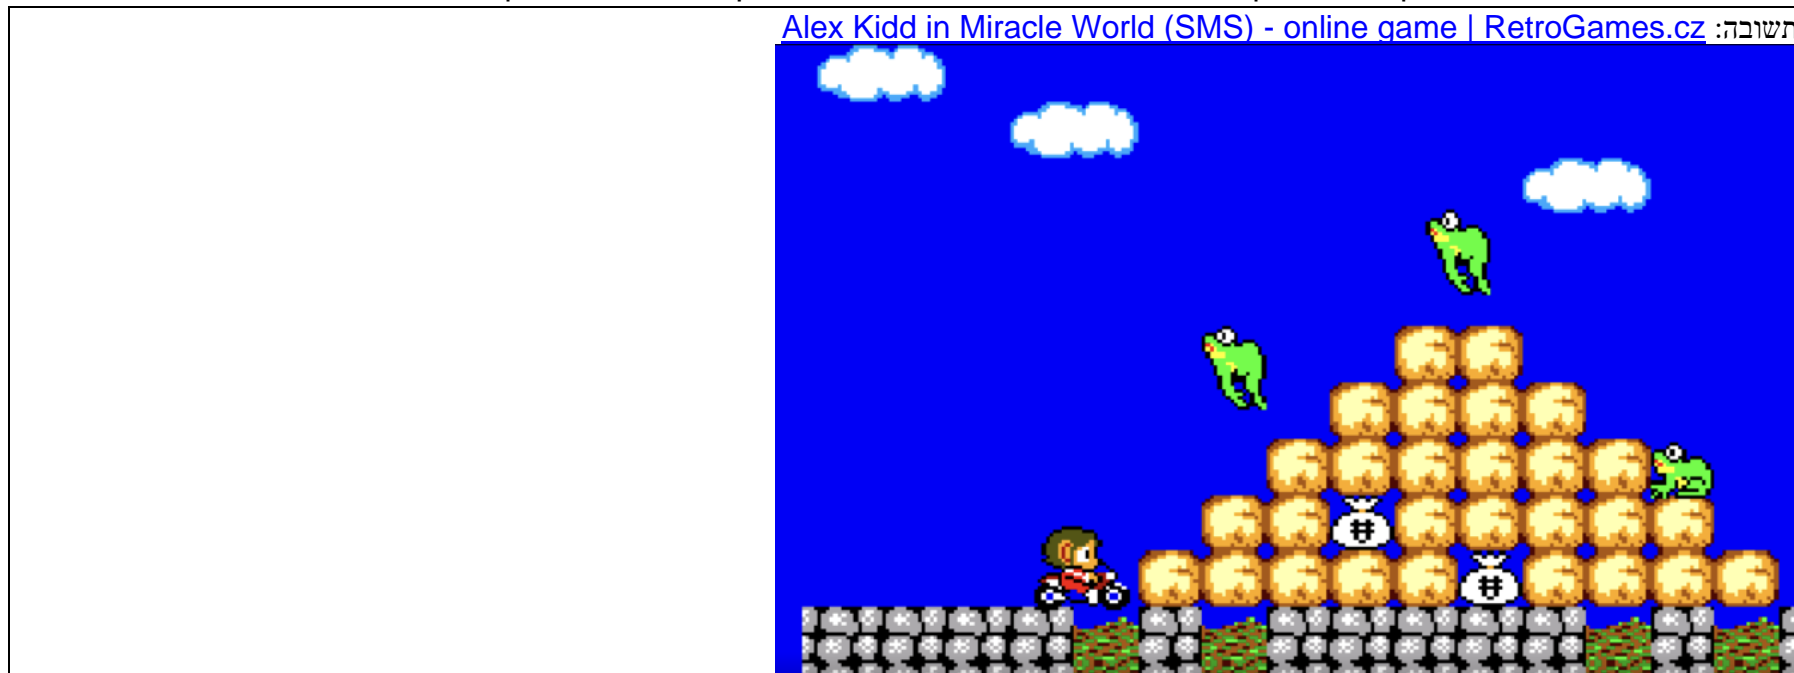 תשובה: Alex Kidd in Miracle World (SMS) - online game | RetroGames.cz